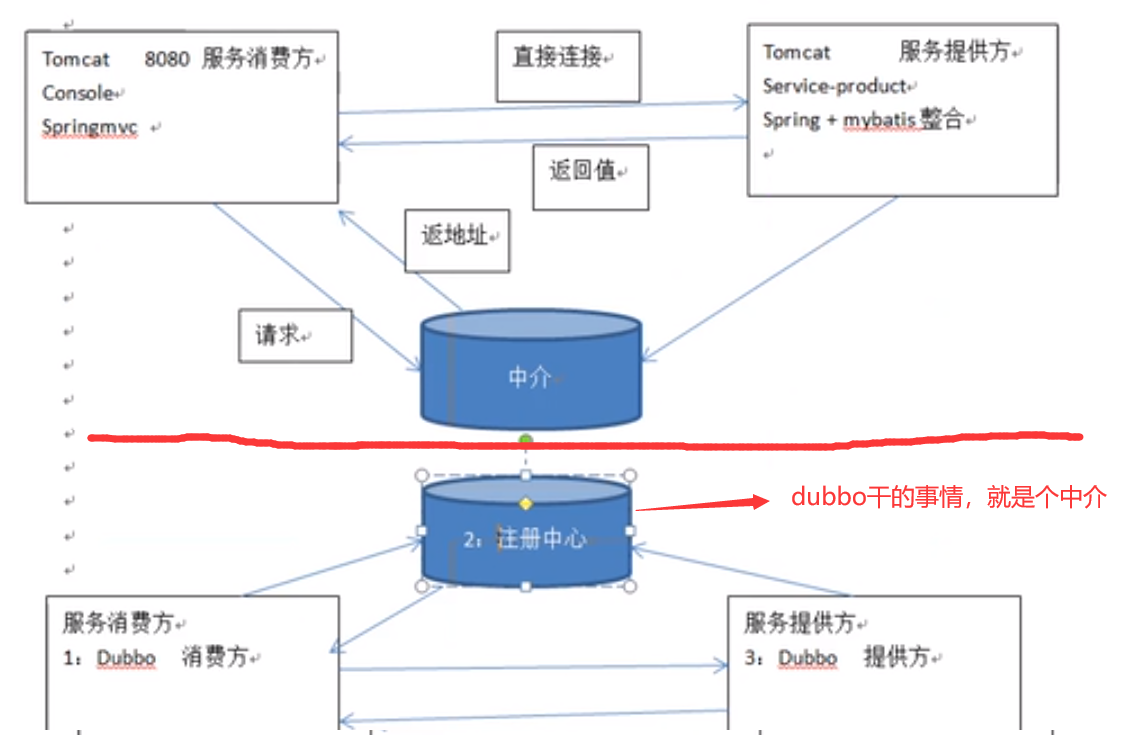 Tomcat 8080 服务消费方
Console
Springmvc
直接连接
Tomcat 服务提供方
Service-product
Spring + mybatis 整合
返回值
返地址
请求
中介
2：注册中心
dubbo干的事情，就是个中介
服务消费方
1：Dubbo 消费方
服务提供方
3：Dubbo 提供方